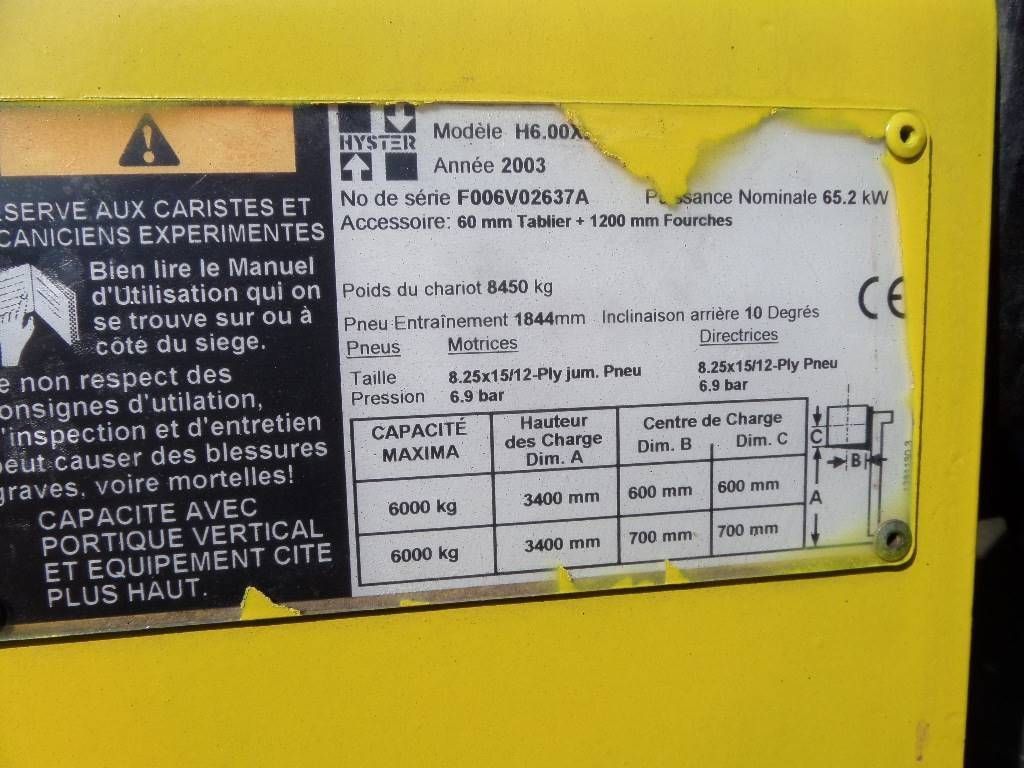 SERVE AUX CARISTES ET
CANICIENS EXPERIMENTES
Bien lire le Manuel
d'Utilisation qui on
se trouve sur ou à
côté du siege.
e non respect des
onsignes d'utilation,
'inspection et d'entretien
peut causer des blessures
graves, voire mortelles!
CAPACITE AVEC
PORTIQUE VERTICAL
ET EQUIPEMENT CITE
PLUS HAUT.
HYSTER
Modèle H6.00X
Année 2003
No de série F006V02637A Nominale 65.2 kW
Accessoire: 60 mm Tablier + 1200 mm Fourches
Poids du chariot 8450 kg
CE
Pneu Entraînement 1844mm Inclinaison arrière 10 Degrés
Pneus Motrices Directrices
Taille 8.25x15/12-Ply jum. Pneu 8.25x15/12-Ply Pneu
Pression 6.9 bar 6.9 bar
CAPACITÉ MAXIMA Hauteur des Charge Dim. A Centre de Charge Dim. B Dim. C
6000 kg 3400 mm 600 mm 600 mm
6000 kg 3400 mm 700 mm 700 mm
C
B
A